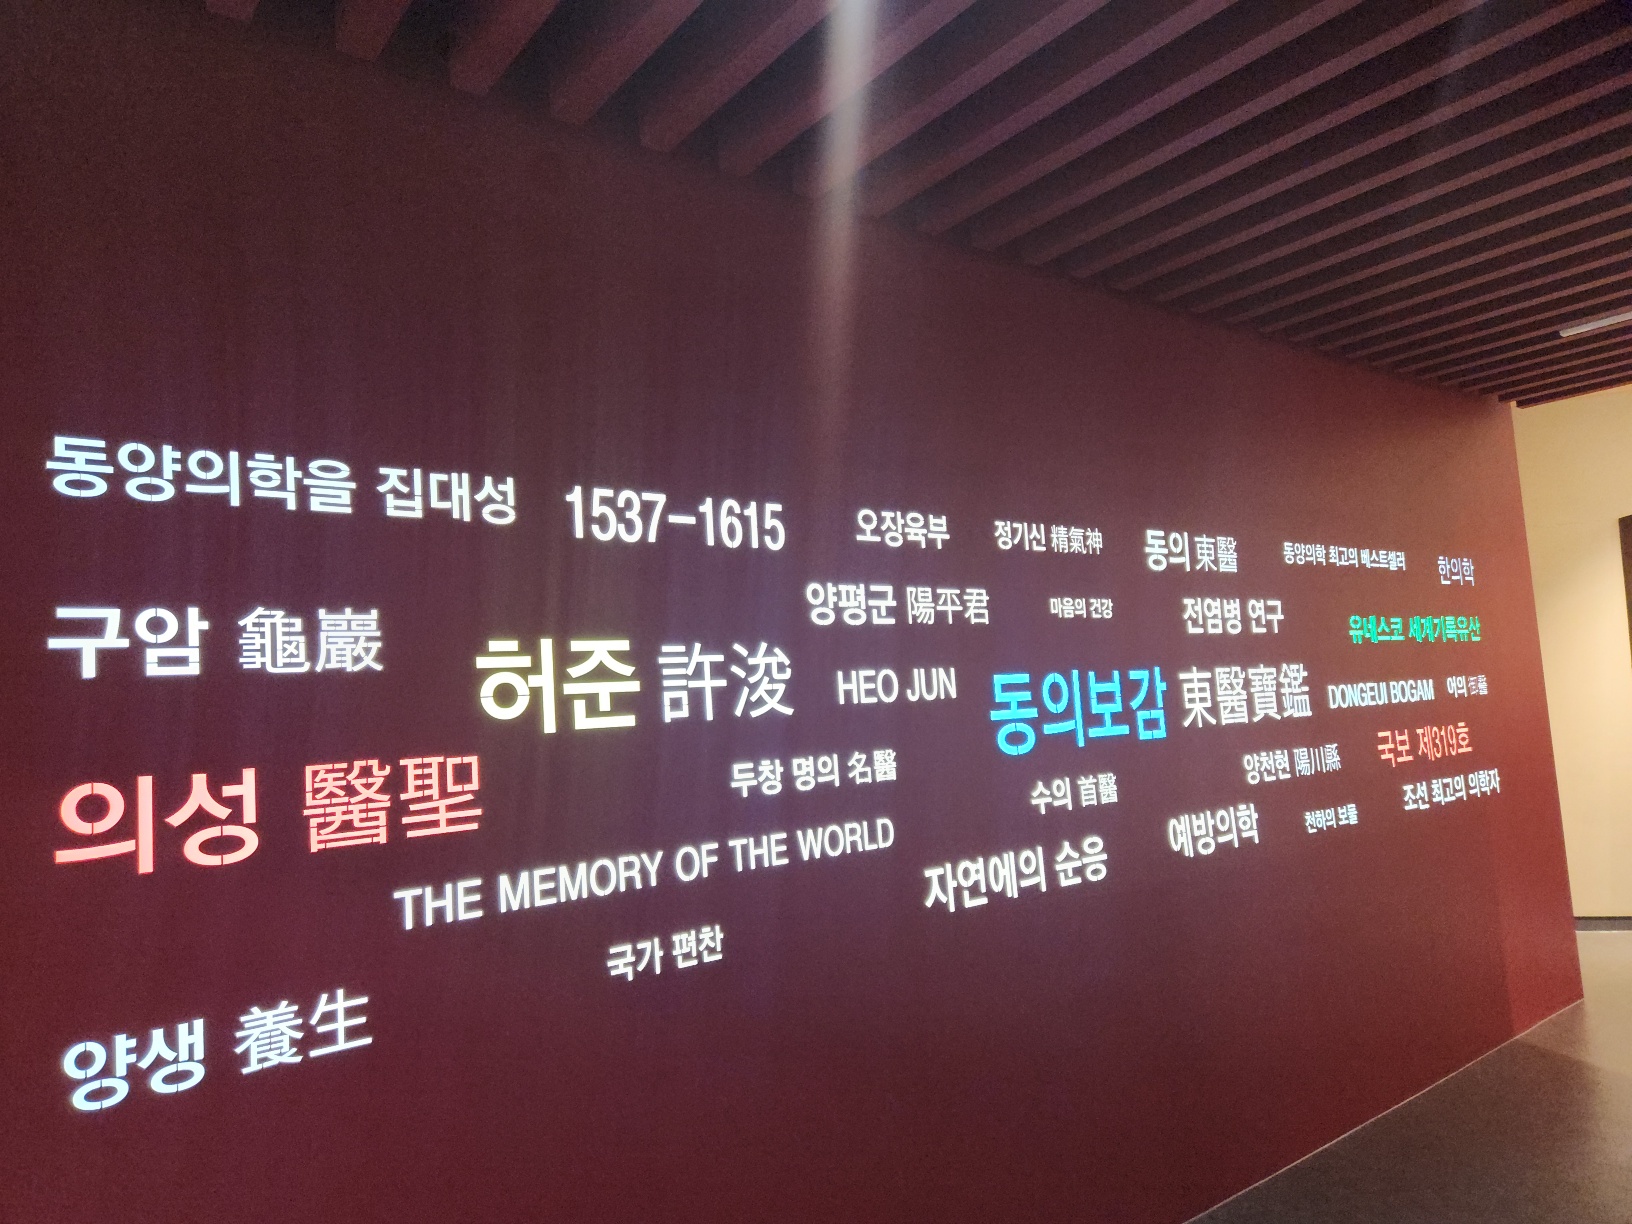 동양의학을 집대성 1537-1615 오장육부 정기신 精氣神 동의 東醫 동양의학 최고의 베스트셀러 한의학
구암 龜巖 양평군 陽平君 마음의 건강 전염병 연구 유네스코 세계기록유산
허준 許浚 HEO JUN 동의보감 東醫寶鑑 DONGEUI BOGAM 어의 御醫
의성 醫聖 두창 명의 名醫 수의 首醫 양천현 陽川縣 국보 제319호
THE MEMORY OF THE WORLD 자연에의 순응 예방의학 천하의 보물 조선 최고의 의학자
국가 편찬
양생 養生